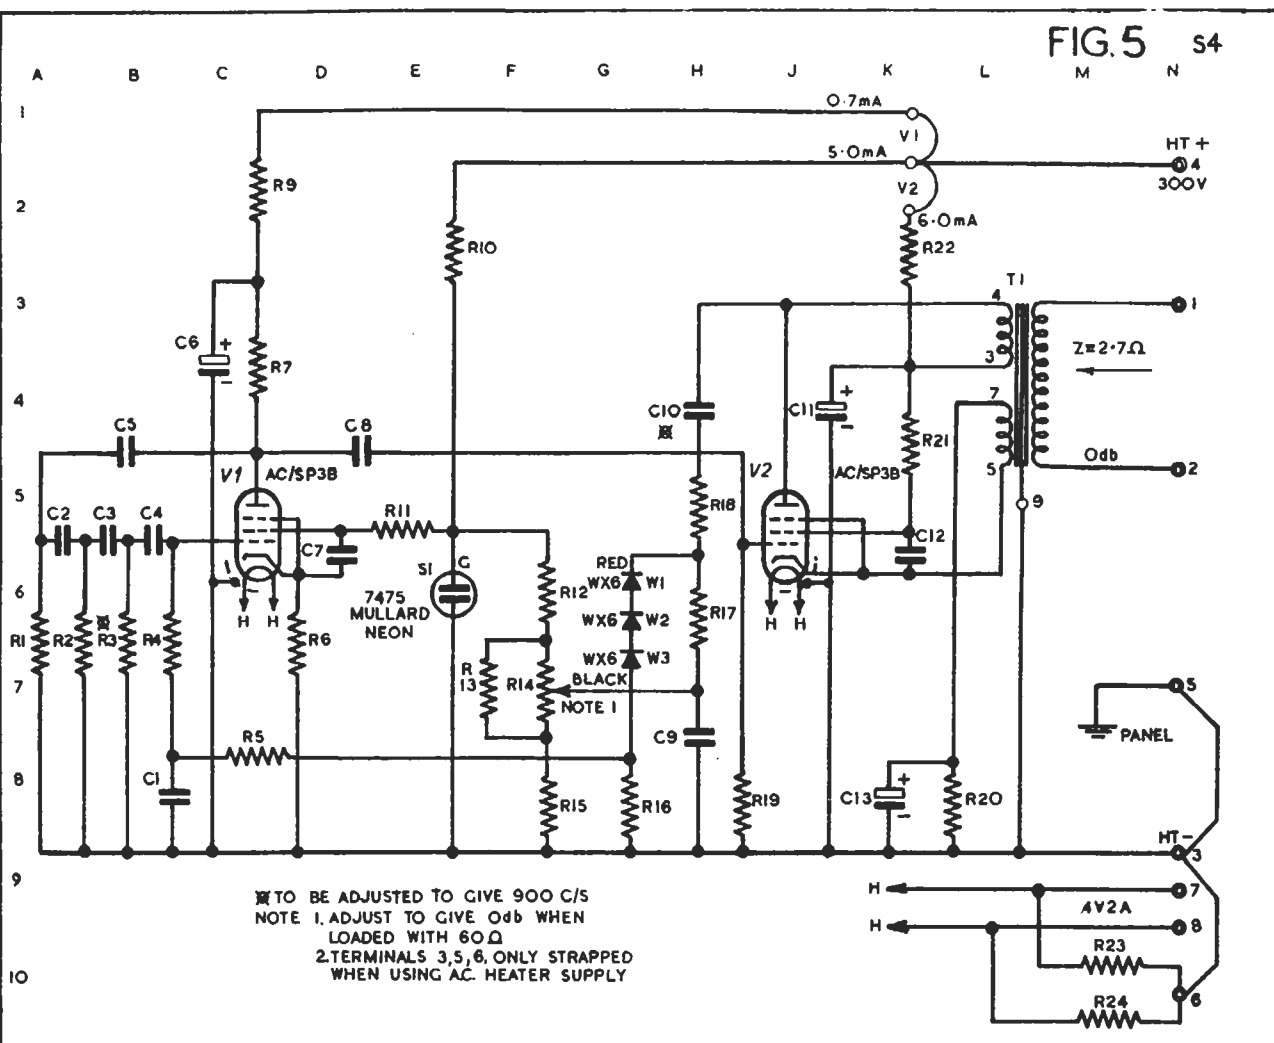 FIG. 5 S4
A B C D E F G H J K L M N
1
0.7mA
V1
HT +
5.0mA
4
300V
R9
V2
2
6.0mA
R10
R22
T1
3
4
1
C6
+
-
R7
3
Z=2.7Ω
4
C5
C8
C10
※
C11
+
-
7
R21
0db
V1
AC/SP3B
V2
AC/SP3B
5
2
5
C2 C3 C4
R11
R18
9
C12
C7
S1 G
RED
WX6 W1
6
7475
MULLARD
NEON
R12
WX6 W2
R17
H H
H H
R1 R2 ※ R3 R4
R6
WX6 W3
7
R
13
R14
BLACK
NOTE 1
5
R5
C9
PANEL
8
C1
R15
R16
R19
C13
+
-
R20
HT-
3
9
※ TO BE ADJUSTED TO GIVE 900 C/S
NOTE 1. ADJUST TO GIVE 0db WHEN
LOADED WITH 60Ω
2. TERMINALS 3,5,6, ONLY STRAPPED
WHEN USING A.C. HEATER SUPPLY
H
7
4V2A
H
8
R23
10
6
R24